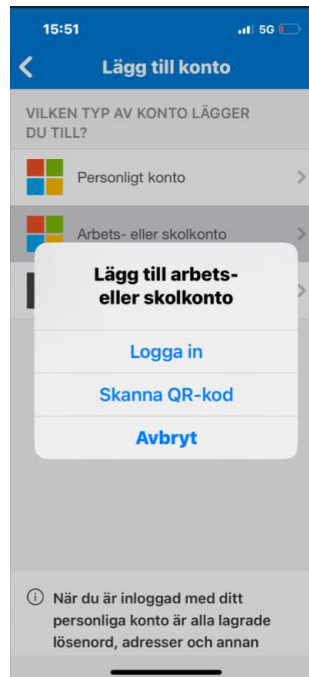 15:51
5G
Lägg till konto
VILKEN TYP AV KONTO LÄGGER
DU TILL?
Personligt konto
Arbets- eller skolkonto
Lägg till arbets-
eller skolkonto
Logga in
Skanna QR-kod
Avbryt
När du är inloggad med ditt
personliga konto är alla lagrade
lösenord, adresser och annan